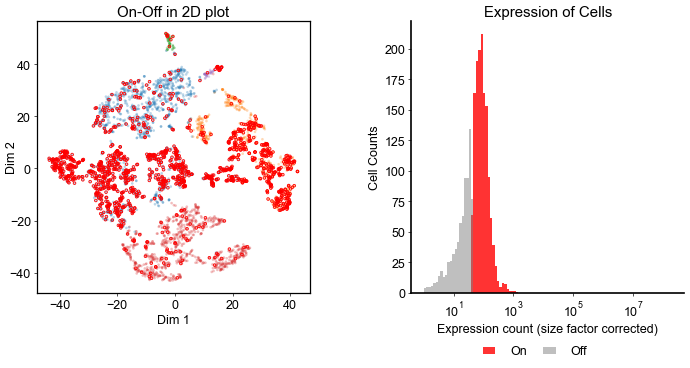 On-Off in 2D plot
40
20
0
−20
−40
Dim 2
−40
−20
0
20
40
Dim 1
Expression of Cells
200
175
150
125
100
75
50
25
0
Cell Counts
10^1
10^3
10^5
10^7
Expression count (size factor corrected)
On
Off